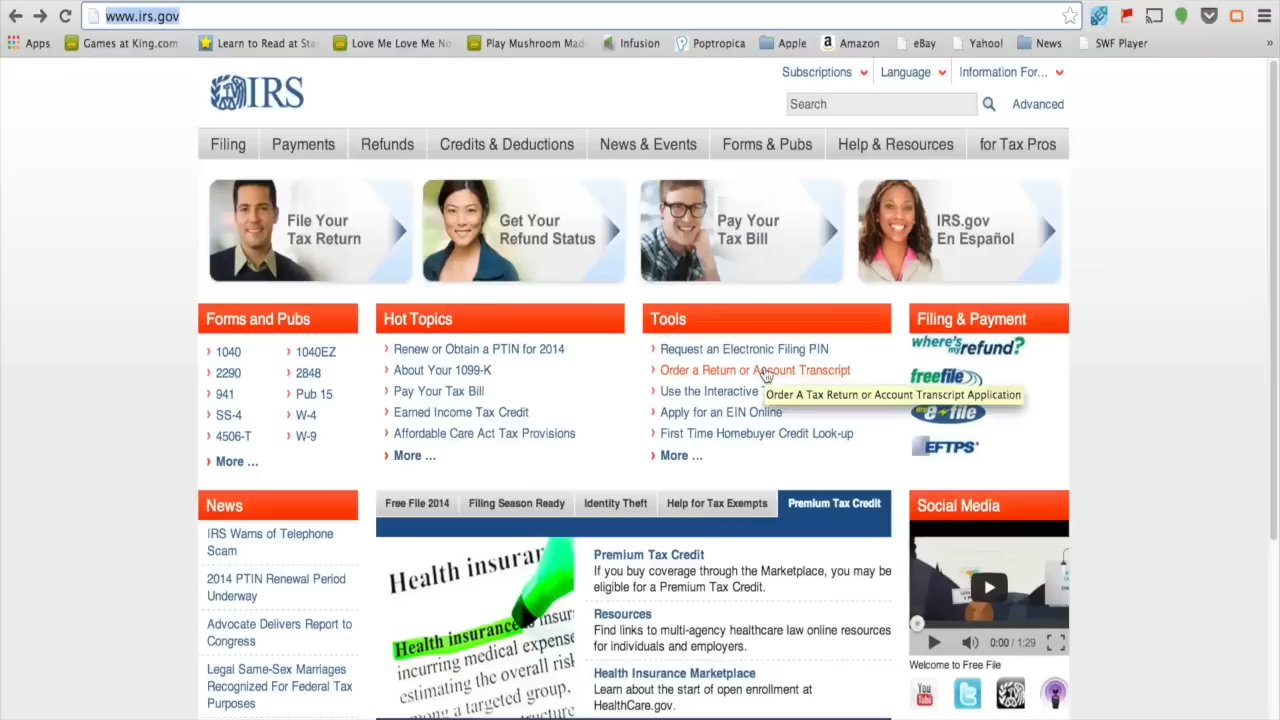 www.irs.gov
Apps
Games at King.com
Learn to Read at Sta
Love Me Love Me No
Play Mushroom Mad
Infusion
Poptropica
Apple
Amazon
eBay
Yahoo!
News
SWF Player
»
IRS
Subscriptions
Language
Information For...
Search
Advanced
Filing
Payments
Refunds
Credits & Deductions
News & Events
Forms & Pubs
Help & Resources
for Tax Pros
File Your
Tax Return
Get Your
Refund Status
Pay Your
Tax Bill
IRS.gov
En Español
Forms and Pubs
1040
1040EZ
2290
2848
941
Pub 15
SS-4
W-4
4506-T
W-9
More ...
Hot Topics
Renew or Obtain a PTIN for 2014
About Your 1099-K
Pay Your Tax Bill
Earned Income Tax Credit
Affordable Care Act Tax Provisions
More ...
Tools
Request an Electronic Filing PIN
Order a Return or Account Transcript
Use the Interactive
Order A Tax Return or Account Transcript Application
Apply for an EIN Online
First Time Homebuyer Credit Look-up
More ...
Filing & Payment
where's my refund?
freefile
e-file
EFTPS
News
IRS Warns of Telephone
Scam
2014 PTIN Renewal Period
Underway
Advocate Delivers Report to
Congress
Legal Same-Sex Marriages
Recognized For Federal Tax
Purposes
Free File 2014
Filing Season Ready
Identity Theft
Help for Tax Exempts
Premium Tax Credit
Health insuran
Health insurance
insur
incurring medical expense
estimating the overall risk
among a targeted group,
structure
Premium Tax Credit
If you buy coverage through the Marketplace, you may be
eligible for a Premium Tax Credit.
Resources
Find links to multi-agency healthcare law online resources
for individuals and employers.
Health Insurance Marketplace
Learn about the start of open enrollment at
HealthCare.gov.
Social Media
0:00 / 1:29
Welcome to Free File
You
Tube